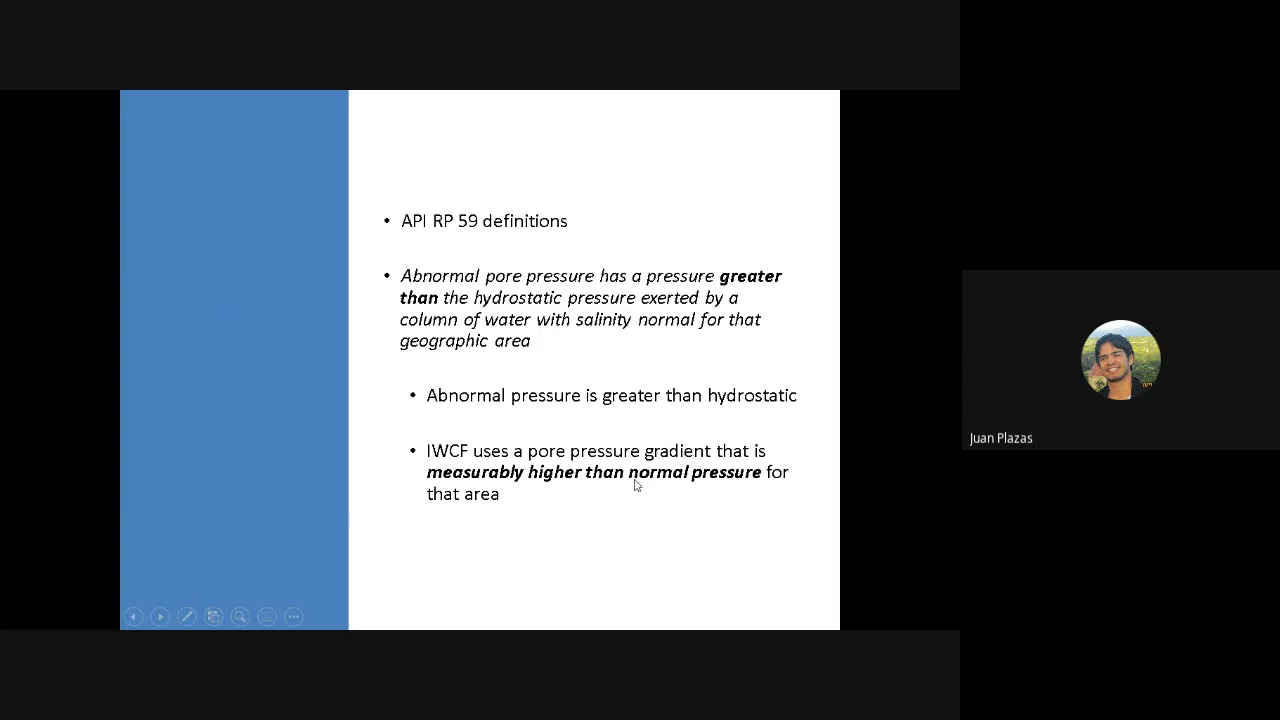 • API RP 59 definitions
• Abnormal pore pressure has a pressure greater
than the hydrostatic pressure exerted by a
column of water with salinity normal for that
geographic area
• Abnormal pressure is greater than hydrostatic
• IWCF uses a pore pressure gradient that is
measurably higher than normal pressure for
that area
Juan Plazas